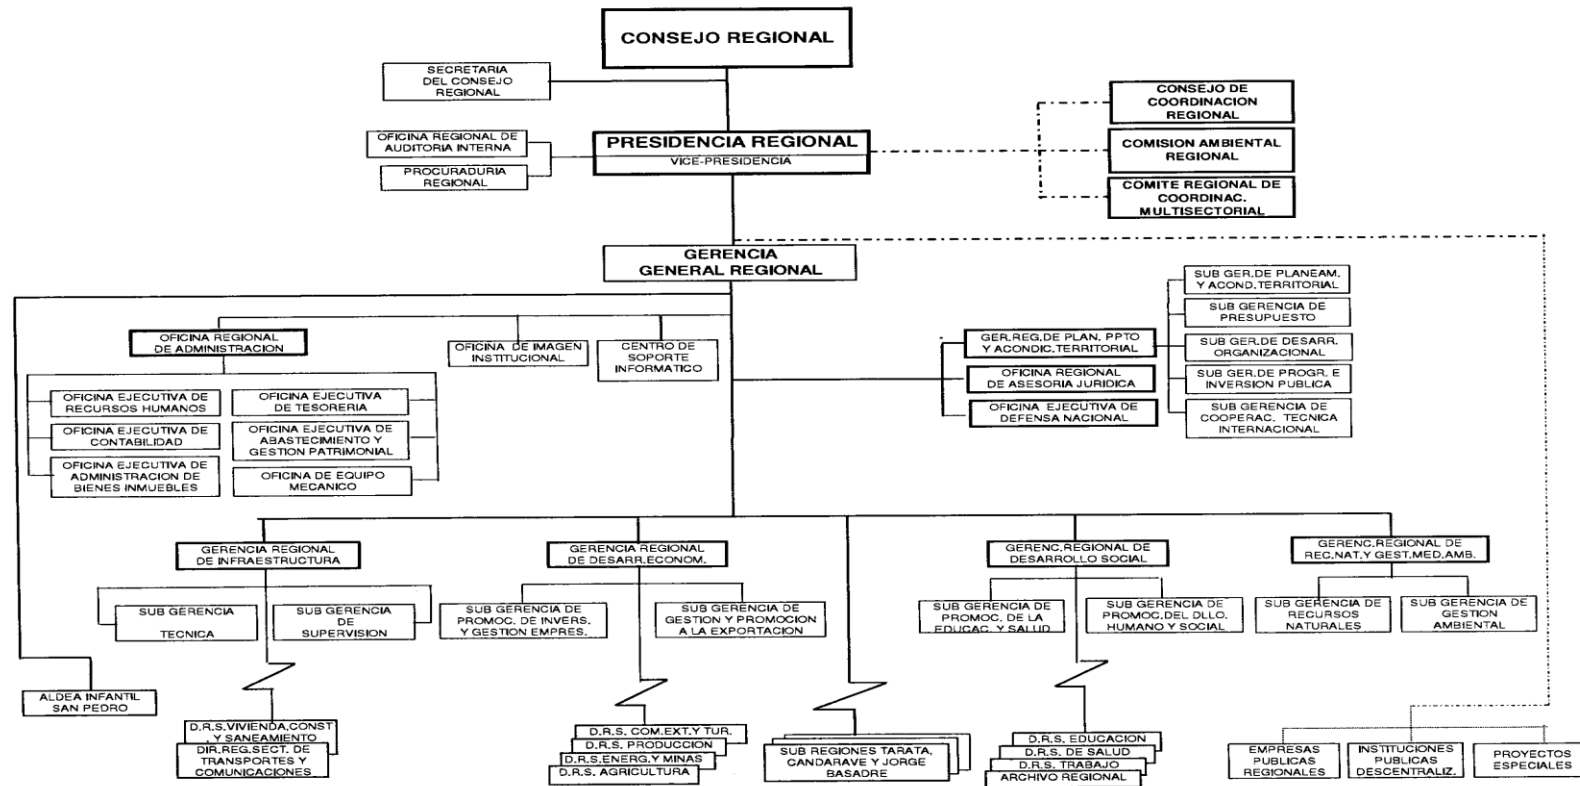 CONSEJO REGIONAL
SECRETARIA
DEL CONSEJO
REGIONAL
CONSEJO DE
COORDINACION
REGIONAL
OFICINA REGIONAL DE
AUDITORIA INTERNA
PRESIDENCIA REGIONAL
VICE-PRESIDENCIA
COMISION AMBIENTAL
REGIONAL
PROCURADURIA
REGIONAL
COMITE REGIONAL DE
COORDINAC.
MULTISECTORIAL
GERENCIA
GENERAL REGIONAL
SUB GER.DE PLANEAM.
Y ACOND.TERRITORIAL
SUB GERENCIA DE
PRESUPUESTO
OFICINA REGIONAL
DE ADMINISTRACION
OFICINA DE IMAGEN
INSTITUCIONAL
CENTRO DE
SOPORTE
INFORMATICO
GER.REG.DE PLAN. PPTO
Y ACONDIC.TERRITORIAL
SUB GER.DE DESARR.
ORGANIZACIONAL
OFICINA REGIONAL
DE ASESORIA JURIDICA
SUB GER.DE PROGR. E
INVERSION PUBLICA
OFICINA EJECUTIVA DE
DEFENSA NACIONAL
SUB GERENCIA DE
COOPERAC. TECNICA
INTERNACIONAL
OFICINA EJECUTIVA DE
RECURSOS HUMANOS
OFICINA EJECUTIVA
DE TESORERIA
OFICINA EJECUTIVA DE
CONTABILIDAD
OFICINA EJECUTIVA DE
ABASTECIMIENTO Y
GESTION PATRIMONIAL
OFICINA EJECUTIVA DE
ADMINISTRACION DE
BIENES INMUEBLES
OFICINA DE EQUIPO
MECANICO
GERENCIA REGIONAL
DE INFRAESTRUCTURA
GERENCIA REGIONAL
DE DESARR.ECONOM.
GERENC.REGIONAL DE
DESARROLLO SOCIAL
GERENC.REGIONAL DE
REC.NAT.Y GEST.MED.AMB.
SUB GERENCIA
TECNICA
SUB GERENCIA
DE
SUPERVISION
SUB GERENCIA DE
PROMOC. DE INVERS.
Y GESTION EMPRES.
SUB GERENCIA DE
GESTION Y PROMOCION
A LA EXPORTACION
SUB GERENCIA DE
PROMOC. DE LA
EDUCAC. Y SALUD
SUB GERENCIA DE
PROMOC.DEL DLLO.
HUMANO Y SOCIAL
SUB GERENCIA DE
RECURSOS
NATURALES
SUB GERENCIA DE
GESTION
AMBIENTAL
ALDEA INFANTIL
SAN PEDRO
D.R.S,VIVIENDA,CONST
.Y SANEAMIENTO
DIR.REG.SECT. DE
TRANSPORTES Y
COMUNICACIONES
D.R.S. COM.EXT.Y TUR.
D.R.S. PRODUCCION
D.R.S,ENERG.Y MINAS
D.R.S. AGRICULTURA
SUB REGIONES TARATA,
CANDARAVE Y JORGE
BASADRE
D.R.S. EDUCACION
D.R.S. DE SALUD
D.R.S. TRABAJO
ARCHIVO REGIONAL
EMPRESAS
PUBLICAS
REGIONALES
INSTITUCIONES
PUBLICAS
DESCENTRALIZ.
PROYECTOS
ESPECIALES